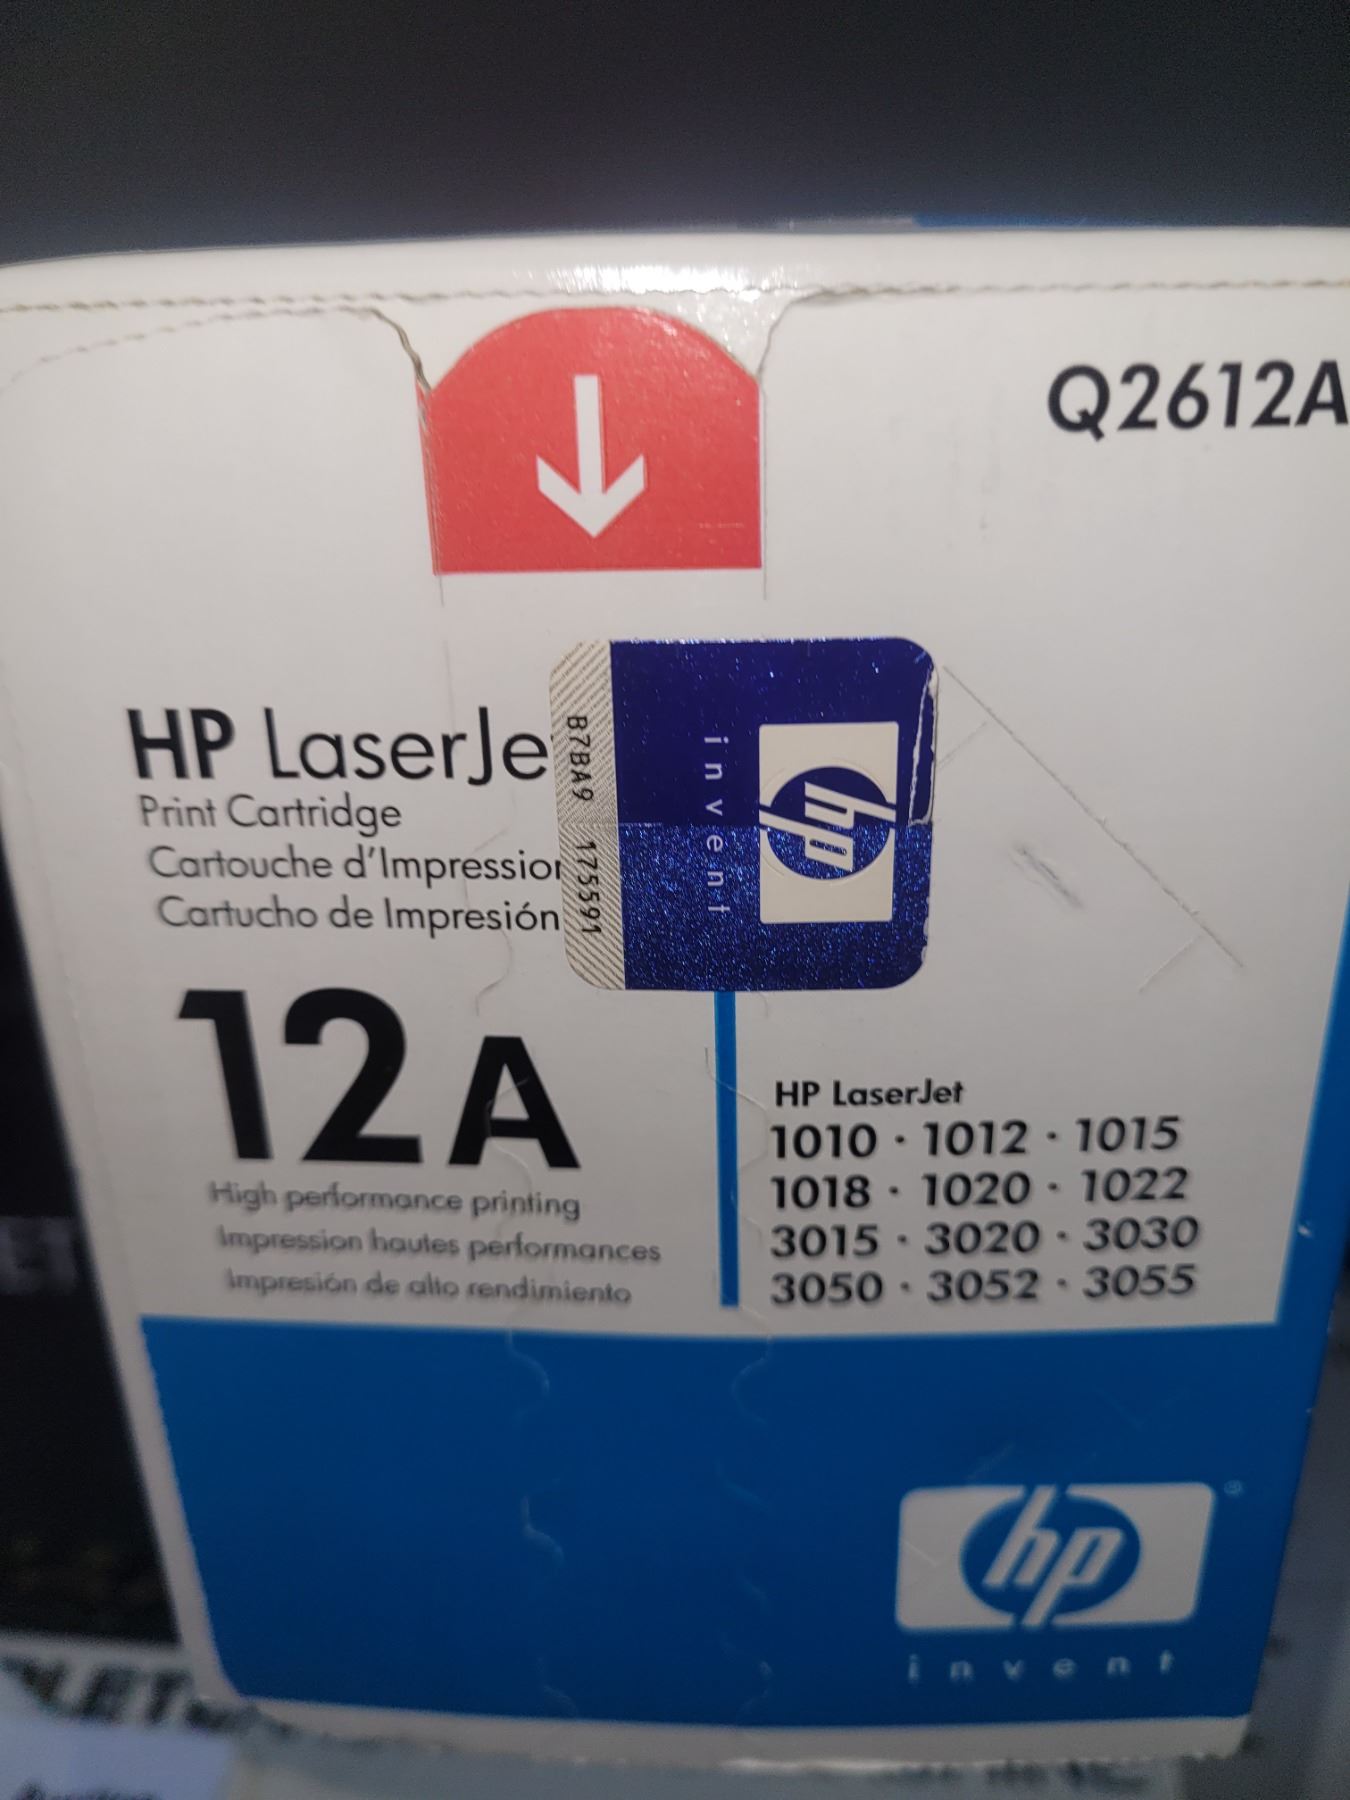 Q2612A
HP LaserJe
Print Cartridge
Cartouche d'Impression
Cartucho de Impresión
B7BA9 175591
invent
hp
12A
High performance printing
Impression hautes performances
Impresión de alto rendimiento
HP LaserJet
1010 · 1012 · 1015
1018 · 1020 · 1022
3015 · 3020 · 3030
3050 · 3052 · 3055
hp
®
invent